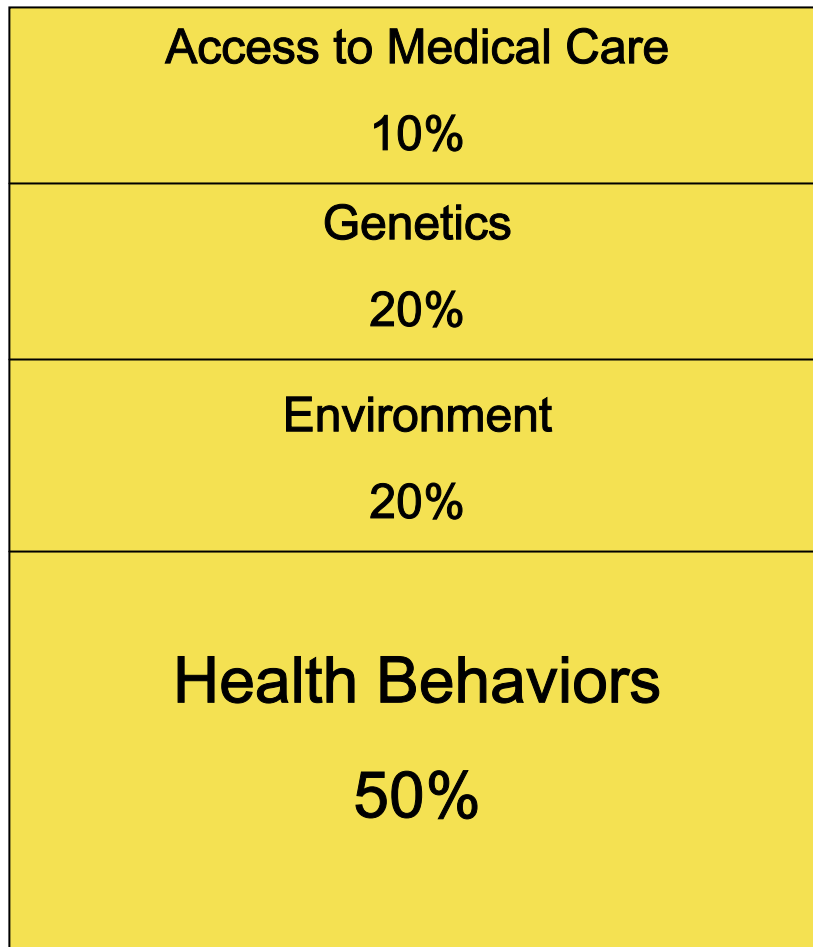 Access to Medical Care
10%
Genetics
20%
Environment
20%
Health Behaviors
50%